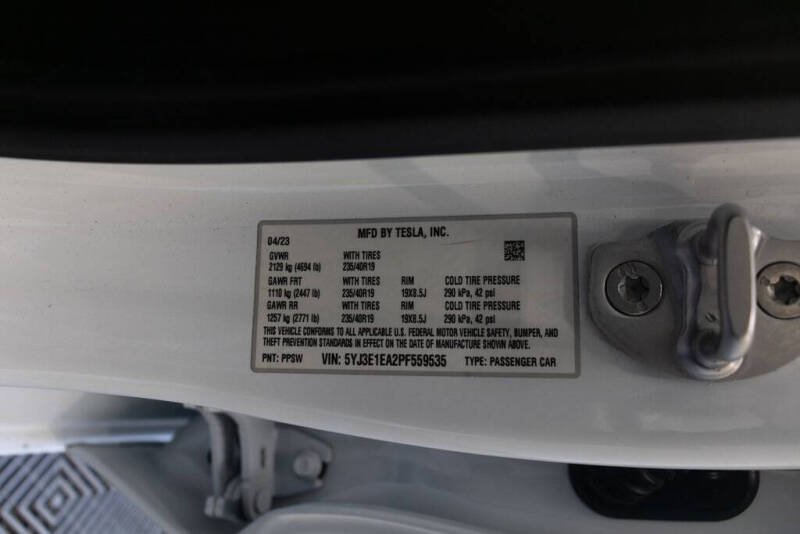 MFD BY TESLA, INC.
04/23
GVWR WITH TIRES
2129 kg (4694 lb) 235/40R19
GAWR FRT WITH TIRES RIM COLD TIRE PRESSURE
1110 kg (2447 lb) 235/40R19 19X8.5J 290 kPa, 42 psi
GAWR RR WITH TIRES RIM COLD TIRE PRESSURE
1257 kg (2771 lb) 235/40R19 19X8.5J 290 kPa, 42 psi
THIS VEHICLE CONFORMS TO ALL APPLICABLE U.S. FEDERAL MOTOR VEHICLE SAFETY, BUMPER, AND
THEFT PREVENTION STANDARDS IN EFFECT ON THE DATE OF MANUFACTURE SHOWN ABOVE.
PNT: PPSW VIN: 5YJ3E1EA2PF559535 TYPE: PASSENGER CAR